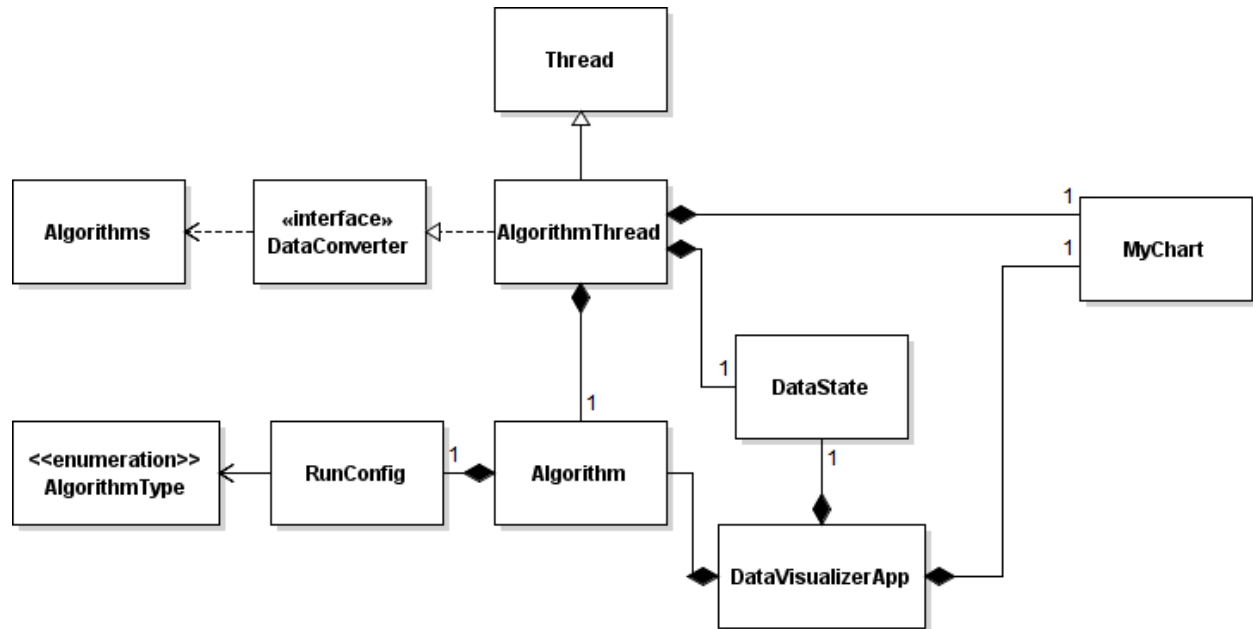 Thread
Algorithms
«interface»
DataConverter
AlgorithmThread
1
1
MyChart
1
DataState
1
1
<<enumeration>>
AlgorithmType
RunConfig
1
Algorithm
DataVisualizerApp